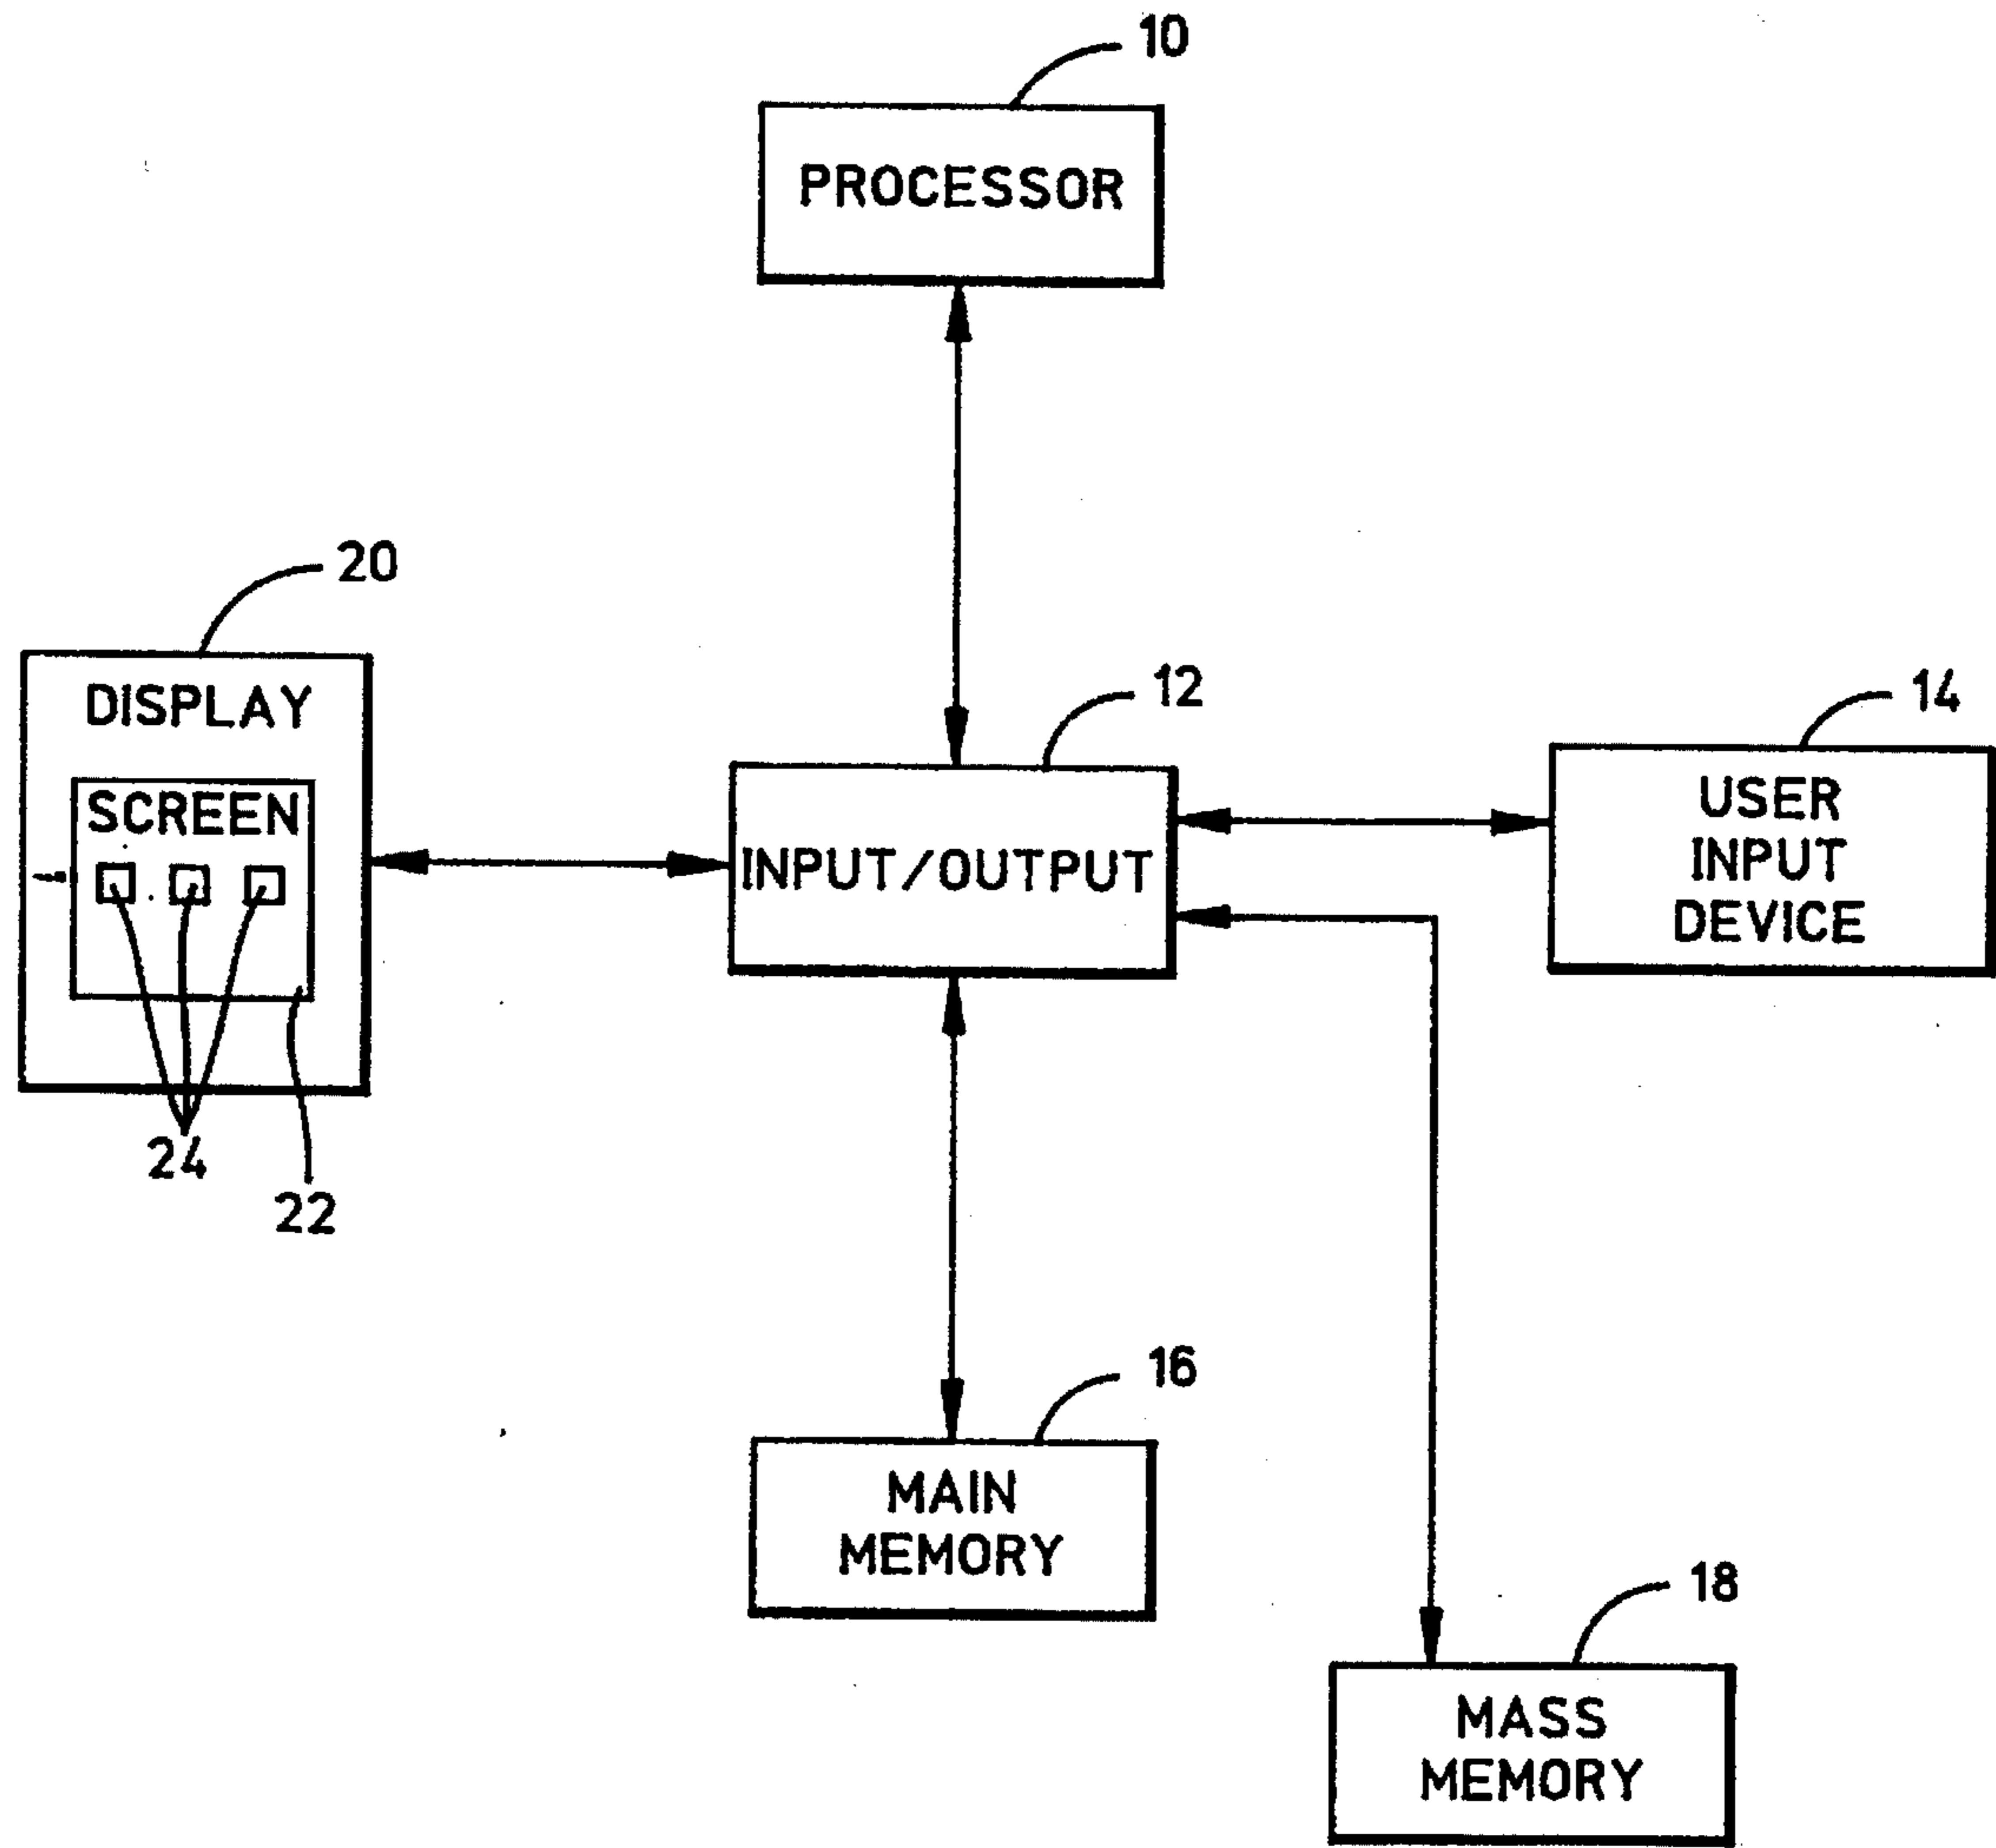 10
PROCESSOR
20
DISPLAY
SCREEN
24
22
12
INPUT/OUTPUT
14
USER
INPUT
DEVICE
16
MAIN
MEMORY
18
MASS
MEMORY